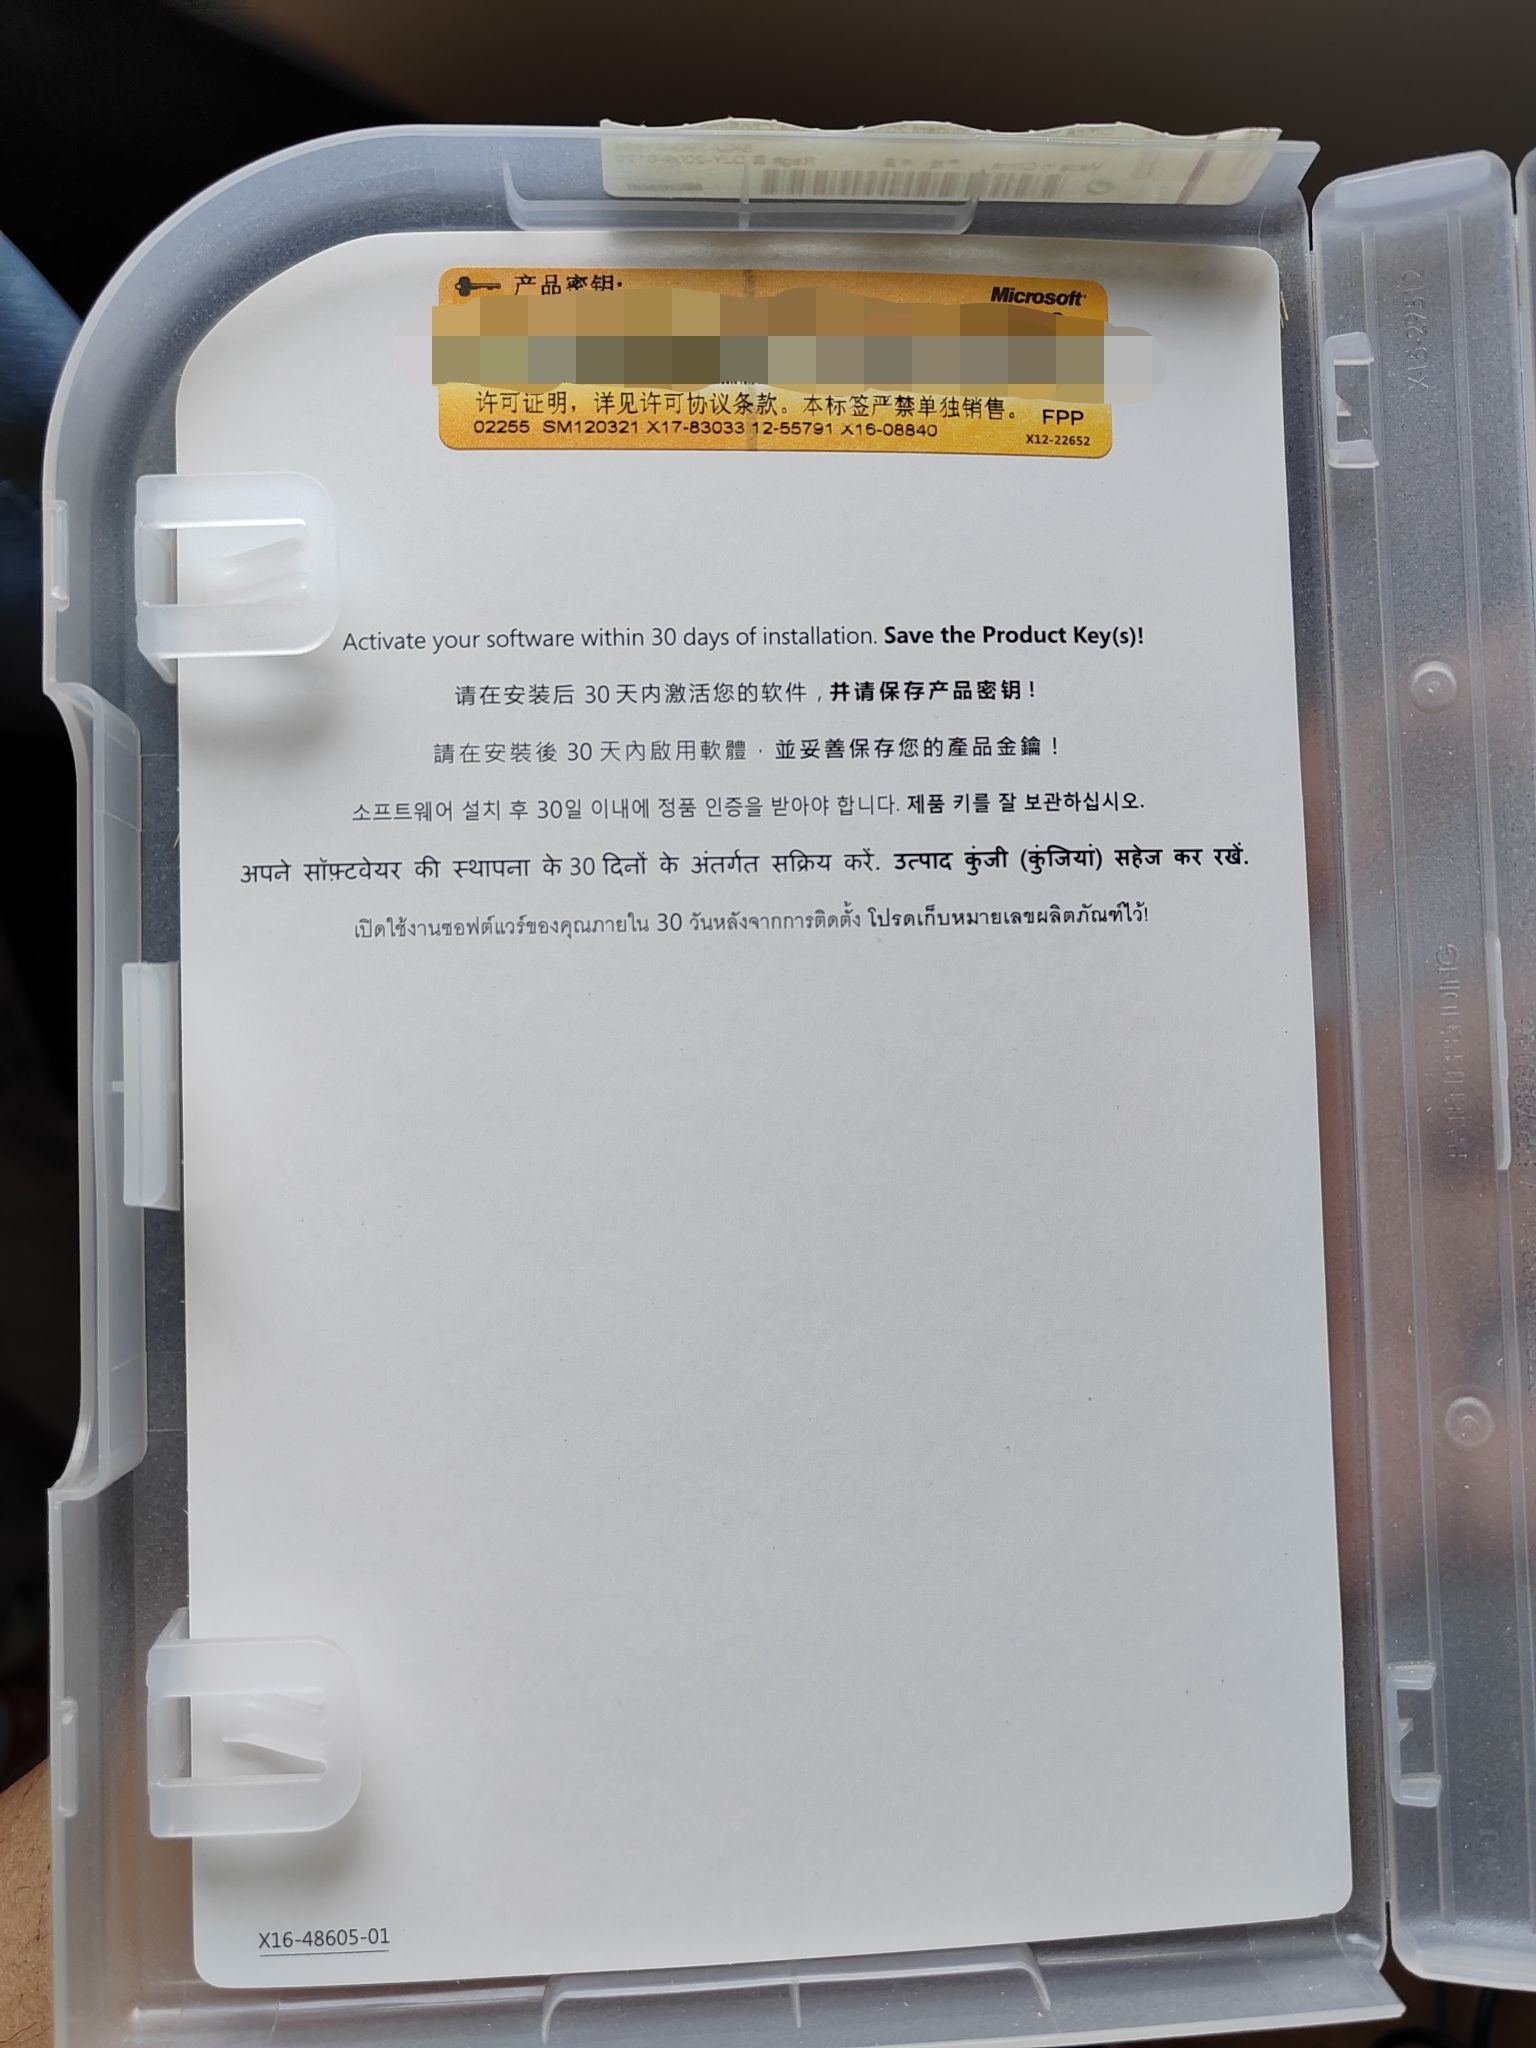 产品密钥:
Microsoft
许可证明，详见许可协议条款。本标签严禁单独销售。 FPP
02255 SM120321 X17-83033 12-55791 X16-08840
X12-22652
Activate your software within 30 days of installation. Save the Product Key(s)!
请在安装后 30 天内激活您的软件，并请保存产品密钥！
請在安裝後 30 天內啟用軟體，並妥善保存您的產品金鑰！
소프트웨어 설치 후 30일 이내에 정품 인증을 받아야 합니다. 제품 키를 잘 보관하십시오.
अपने सॉफ़्टवेयर की स्थापना के 30 दिनों के अंतर्गत सक्रिय करें. उत्पाद कुंजी (कुंजियां) सहेज कर रखें.
เปิดใช้งานซอฟต์แวร์ของคุณภายใน 30 วันหลังจากการติดตั้ง โปรดเก็บหมายเลขผลิตภัณฑ์ไว้!
X16-48605-01